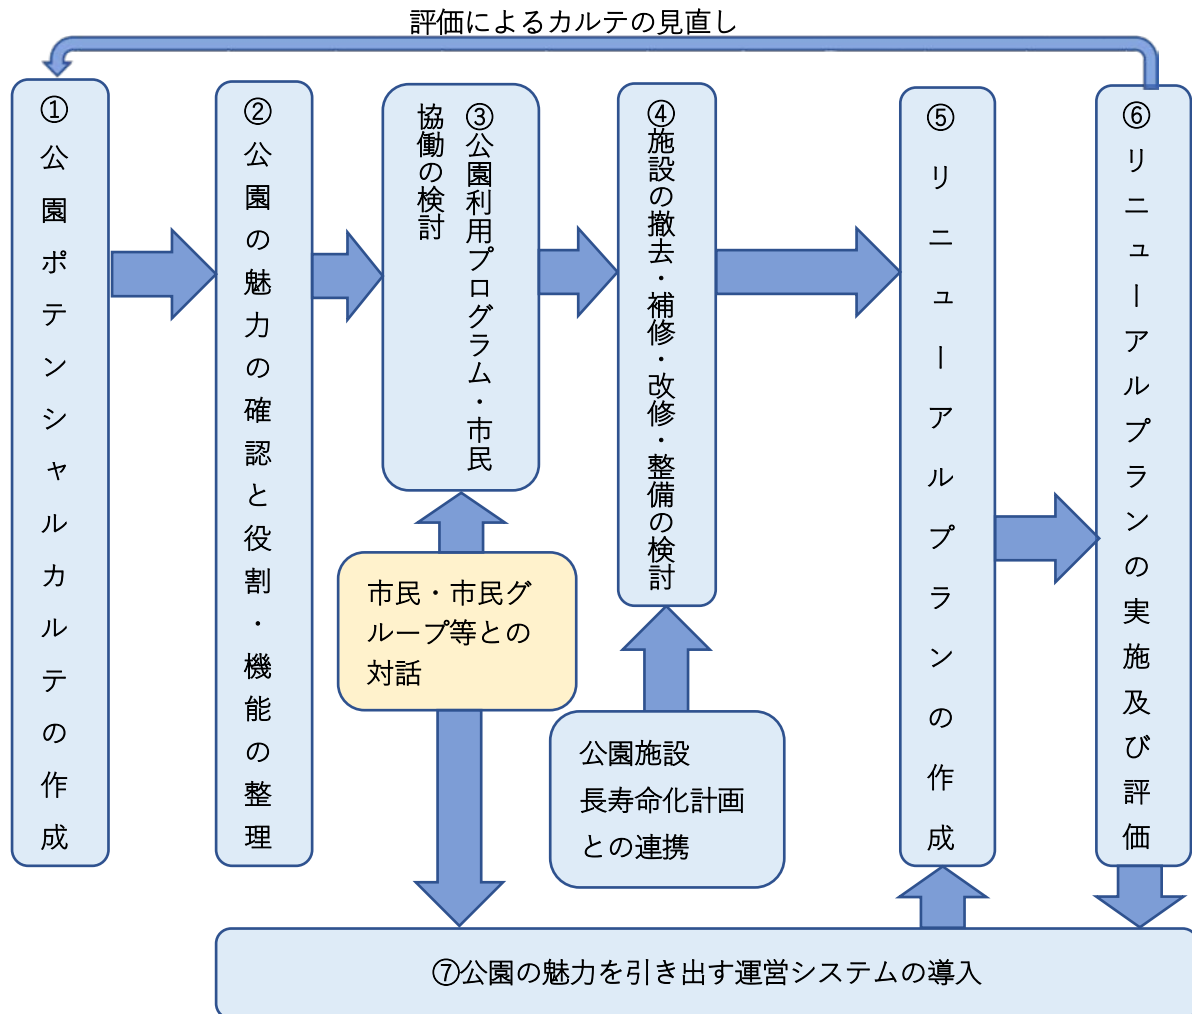 評価によるカルテの見直し
①公園ポテンシャルカルテの作成
②公園の魅力の確認と役割・機能の整理
③公園利用プログラム・市民
協働の検討
④施設の撤去・補修・改修・整備の検討
⑤リニューアルプランの作成
⑥リニューアルプランの実施及び評価
市民・市民グ
ループ等との
対話
公園施設
長寿命化計画
との連携
⑦公園の魅力を引き出す運営システムの導入